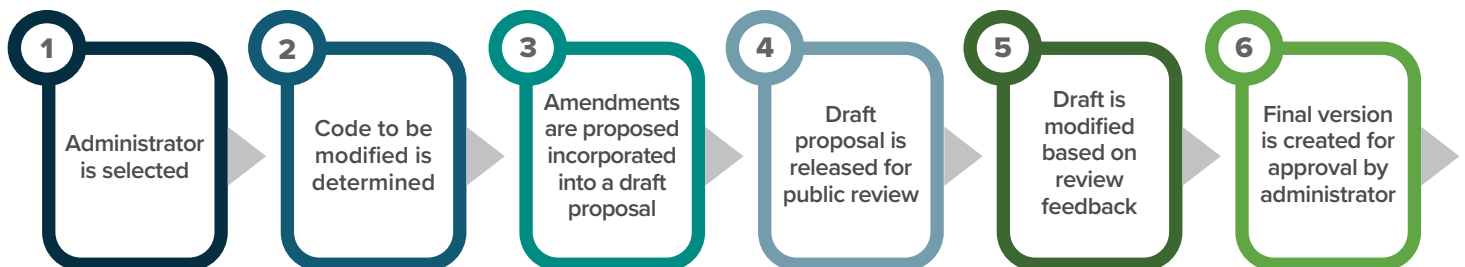 1
Administrator
is selected
2
Code to be
modified is
determined
3
Amendments
are proposed
incorporated
into a draft
proposal
4
Draft
proposal is
released for
public review
5
Draft is
modified
based on
review
feedback
6
Final version
is created for
approval by
administrator